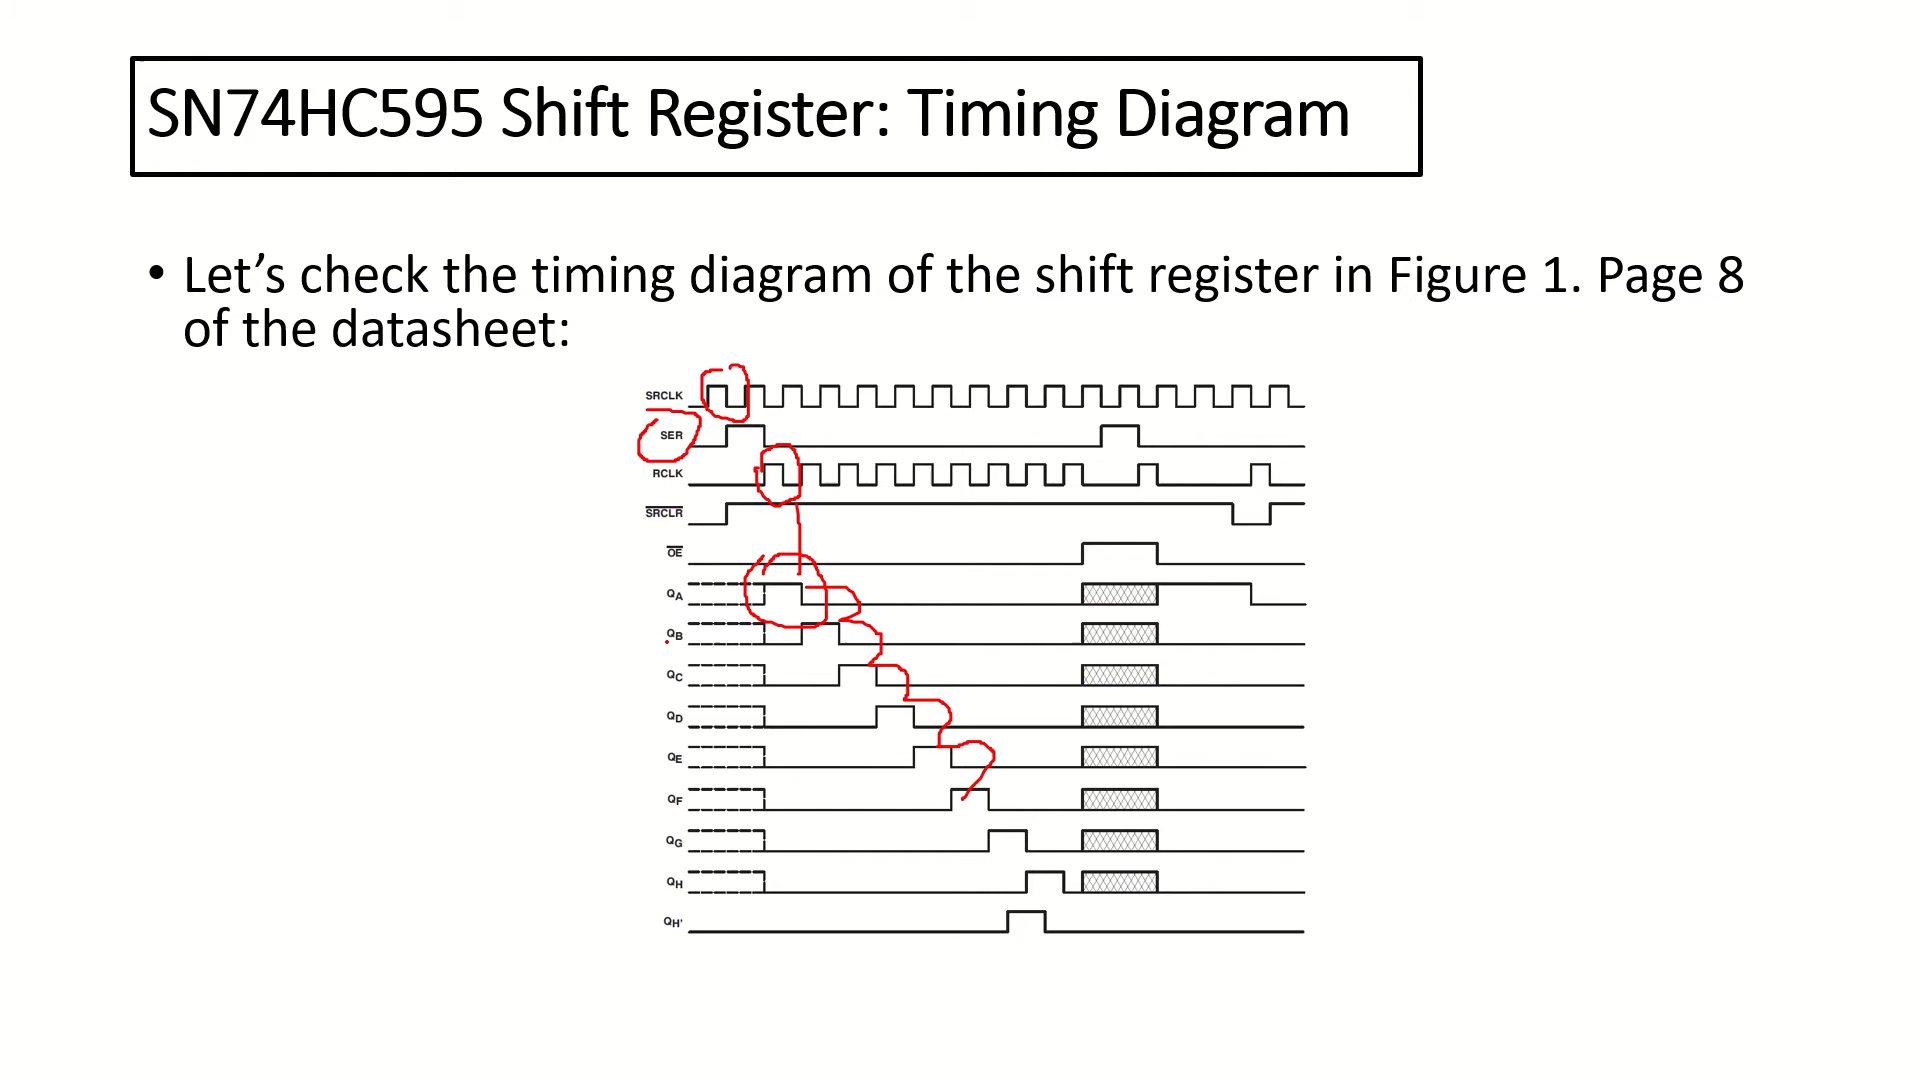 SN74HC595 Shift Register: Timing Diagram
• Let’s check the timing diagram of the shift register in Figure 1. Page 8
of the datasheet:
SRCLK
SER
RCLK
SRCLR
OE
QA
QB
QC
QD
QE
QF
QG
QH
QH'